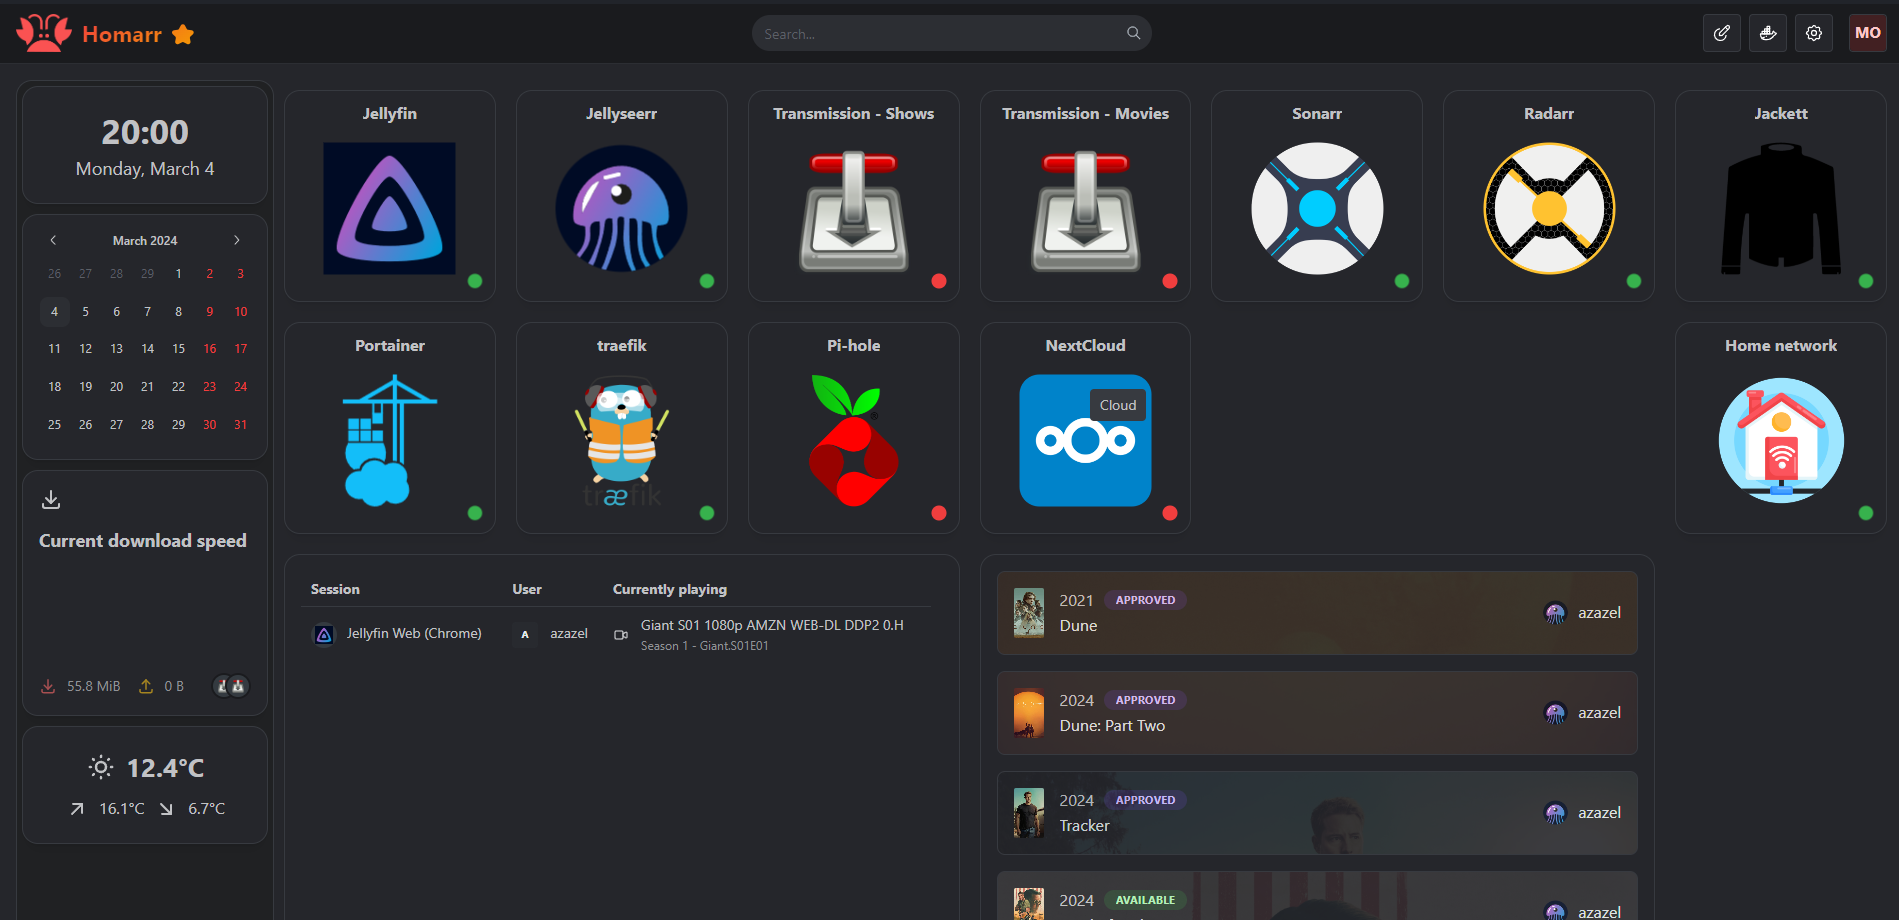 Homarr
Search...
MO
20:00
Monday, March 4
March 2024
26 27 28 29 1 2 3
4 5 6 7 8 9 10
11 12 13 14 15 16 17
18 19 20 21 22 23 24
25 26 27 28 29 30 31
Current download speed
55.8 MiB 0 B
12.4°C
16.1°C 6.7°C
Jellyfin
Jellyseerr
Transmission - Shows
Transmission - Movies
Sonarr
Radarr
Jackett
Portainer
traefik
træfik
Pi-hole
NextCloud
Cloud
Home network
Session User Currently playing
Jellyfin Web (Chrome) A azazel Giant S01 1080p AMZN WEB-DL DDP2 0.H
Season 1 - Giant.S01E01
2021 APPROVED
Dune
azazel
2024 APPROVED
Dune: Part Two
azazel
2024 APPROVED
Tracker
azazel
2024 AVAILABLE
azazel